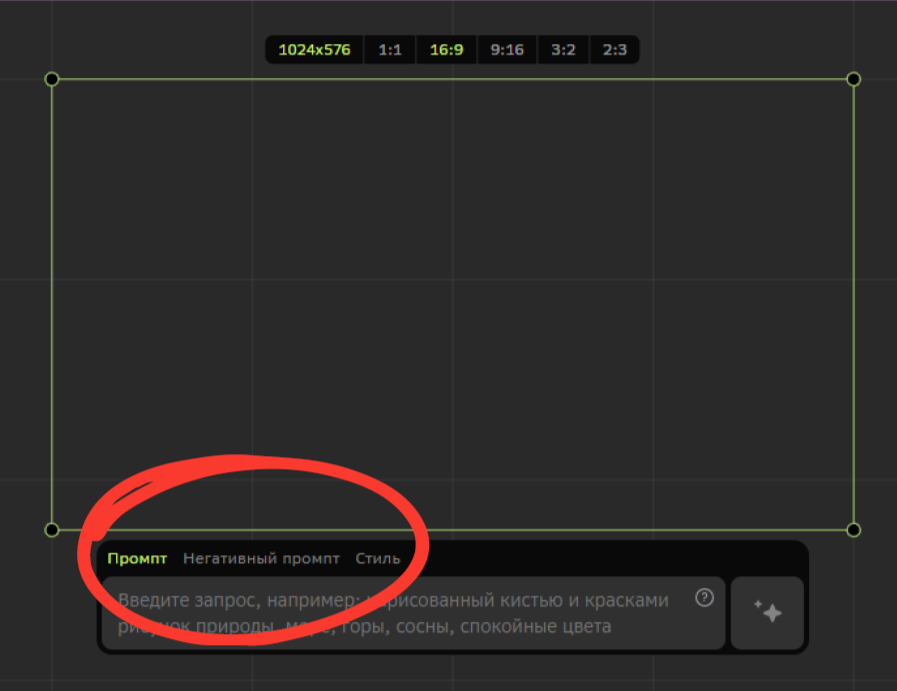 1024x576 1:1 16:9 9:16 3:2 2:3
Промпт Негативный промпт Стиль
Введите запрос, например: нарисованный кистью и красками
рисунок природы, море, горы, сосны, спокойные цвета